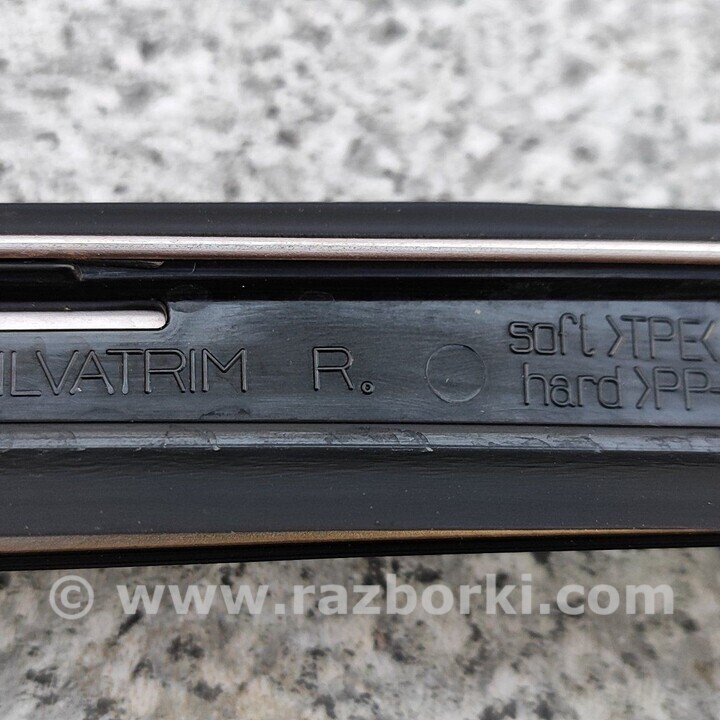 ILVATRIM R.
soft >TPE<
hard >PP-
© www.razborki.com